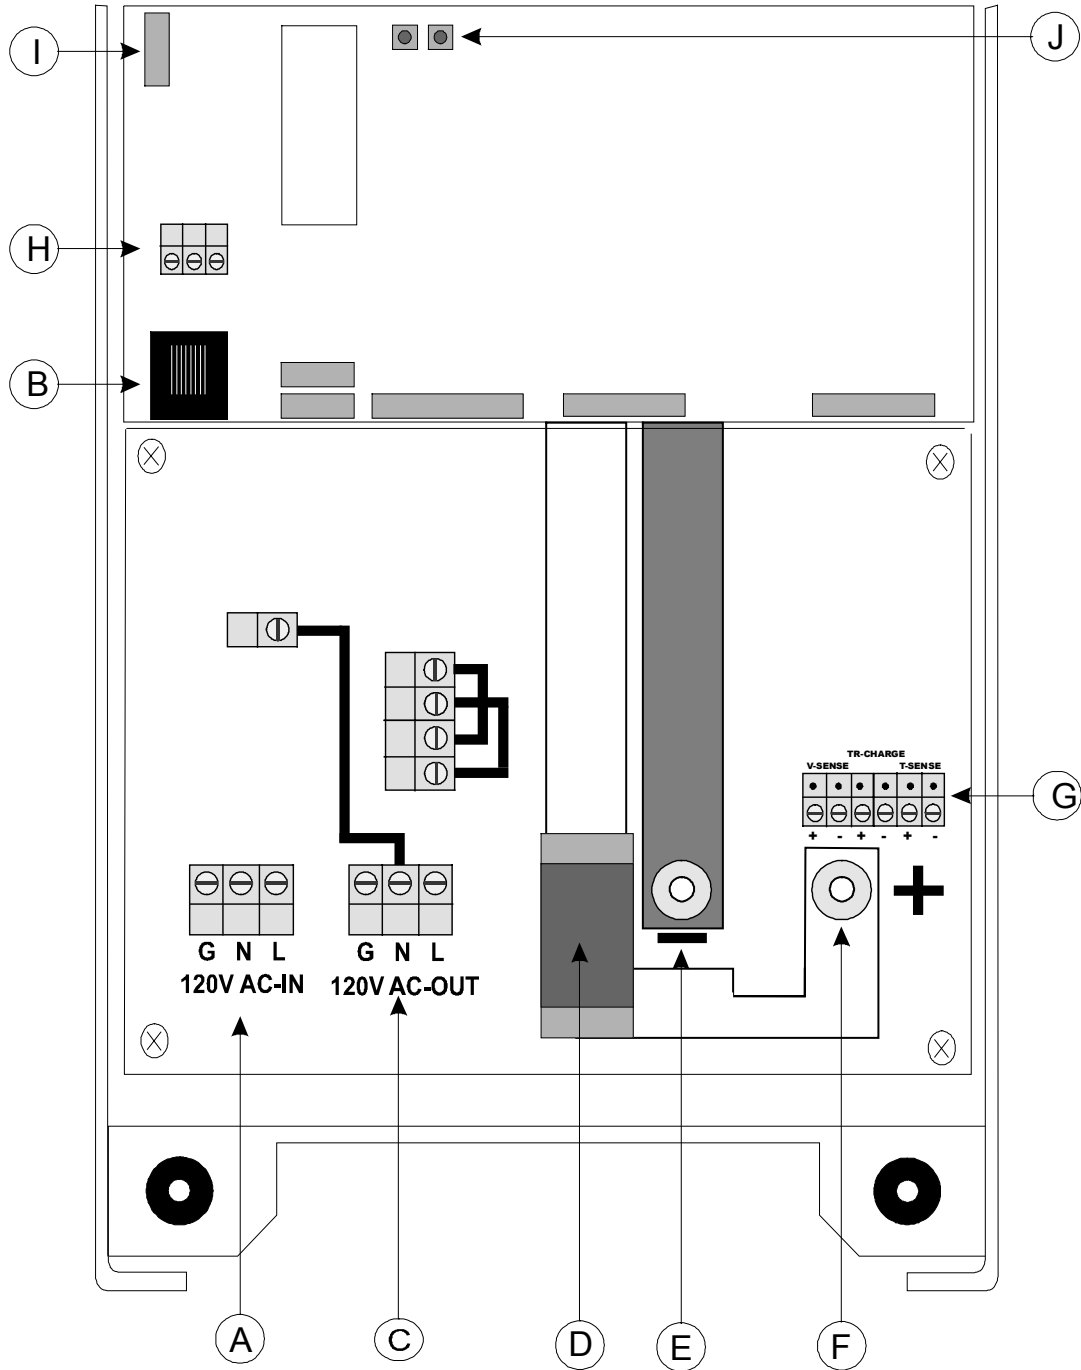 I
J
H
B
TR-CHARGE
V-SENSE T-SENSE
G
+ - + - + -
+
−
G N L
120V AC-IN
G N L
120V AC-OUT
A
C
D
E
F